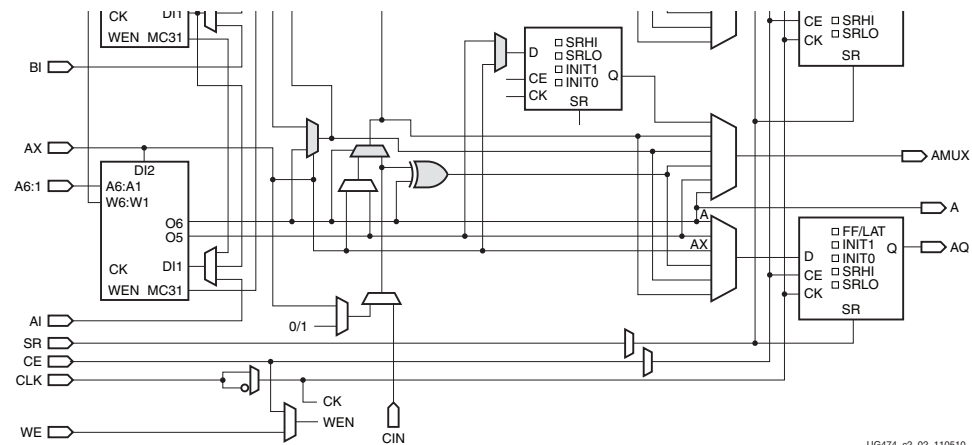 CK
DI1
WEN MC31
BI
D
SRHI
SRLO
INIT1
INIT0
Q
CE
CK
SR
CE
CK
SRHI
SRLO
SR
AX
DI2
A6:1
A6:A1
W6:W1
O6
O5
CK
DI1
WEN MC31
AMUX
A
A
AX
D
CE
CK
FF/LAT
INIT1
INIT0
SRHI
SRLO
Q
SR
AQ
0/1
AI
SR
CE
CLK
CK
WEN
WE
CIN